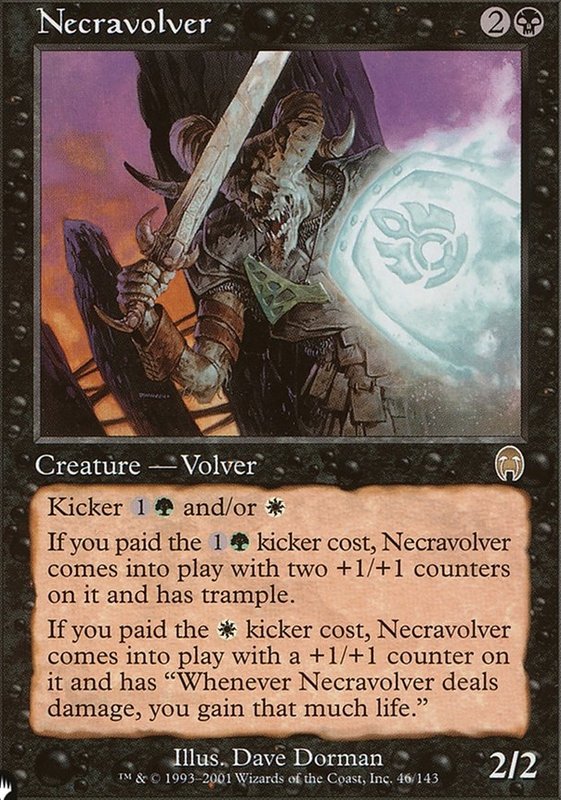 Necravolver 2
Creature — Volver
Kicker 1 and/or
If you paid the 1 kicker cost, Necravolver
comes into play with two +1/+1 counters
on it and has trample.
If you paid the kicker cost, Necravolver
comes into play with a +1/+1 counter on
it and has “Whenever Necravolver deals
damage, you gain that much life.”
Illus. Dave Dorman
2/2
™ & © 1993–2001 Wizards of the Coast, Inc. 46/143